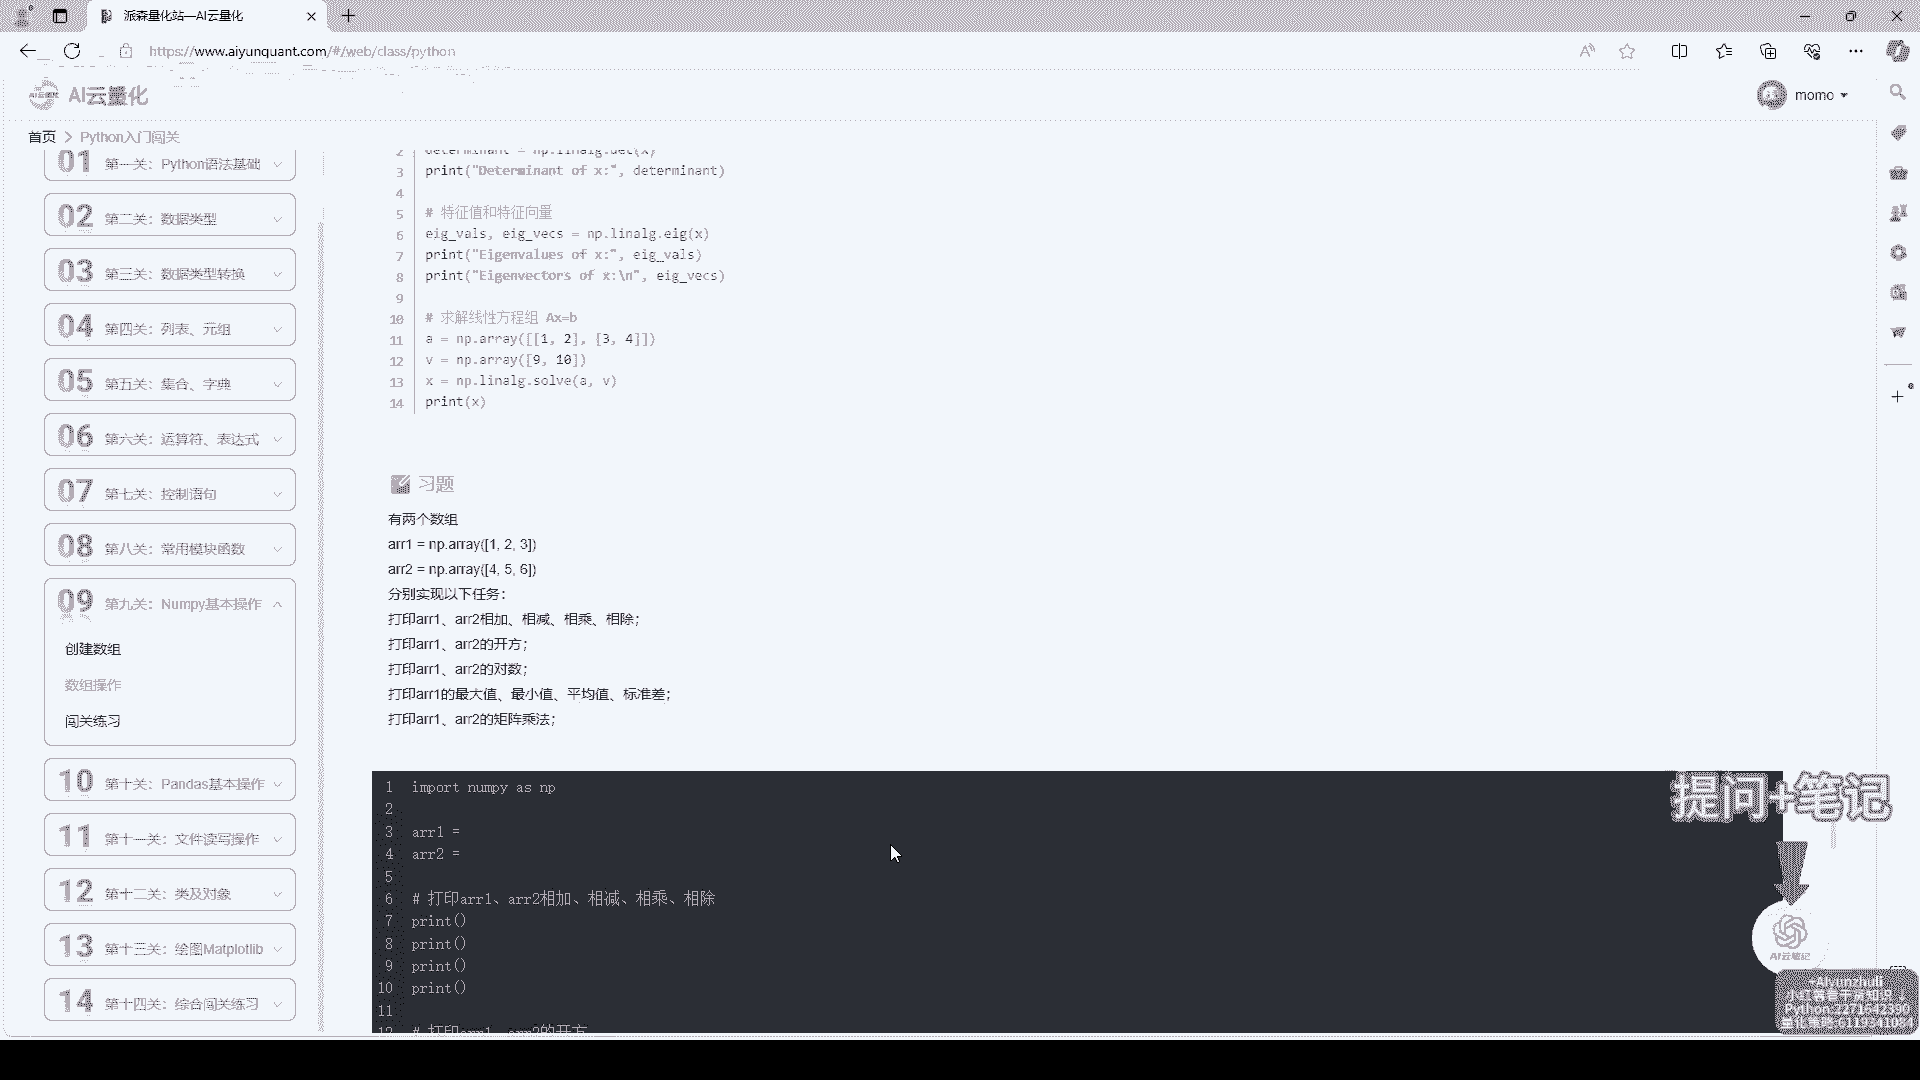 派森量化站—AI云量化
https://www.aiyunquant.com/#/web/class/python
AI云量化
momo
首页 > Python入门闯关
01 第一关：Python语法基础
02 第二关：数据类型
03 第三关：数据类型转换
04 第四关：列表、元组
05 第五关：集合、字典
06 第六关：运算符、表达式
07 第七关：控制语句
08 第八关：常用模块函数
09 第九关：Numpy基本操作
创建数组
数组操作
闯关练习
10 第十关：Pandas基本操作
11 第十一关：文件读写操作
12 第十二关：类及对象
13 第十三关：绘图Matplotlib
14 第十四关：综合闯关练习
2 determinant = np.linalg.det(x)
3 print("Determinant of x:", determinant)
4
5 # 特征值和特征向量
6 eig_vals, eig_vecs = np.linalg.eig(x)
7 print("Eigenvalues of x:", eig_vals)
8 print("Eigenvectors of x:\n", eig_vecs)
9
10 # 求解线性方程组 Ax=b
11 a = np.array([[1, 2], [3, 4]])
12 v = np.array([9, 10])
13 x = np.linalg.solve(a, v)
14 print(x)
习题
有两个数组
arr1 = np.array([1, 2, 3])
arr2 = np.array([4, 5, 6])
分别实现以下任务：
打印arr1、arr2相加、相减、相乘、相除；
打印arr1、arr2的开方；
打印arr1、arr2的对数；
打印arr1的最大值、最小值、平均值、标准差；
打印arr1、arr2的矩阵乘法；
1 import numpy as np
2
3 arr1 =
4 arr2 =
5
6 # 打印arr1、arr2相加、相减、相乘、相除
7 print()
8 print()
9 print()
10 print()
11
12 # 打印arr1、arr2的开方
提问+笔记
AI云笔记